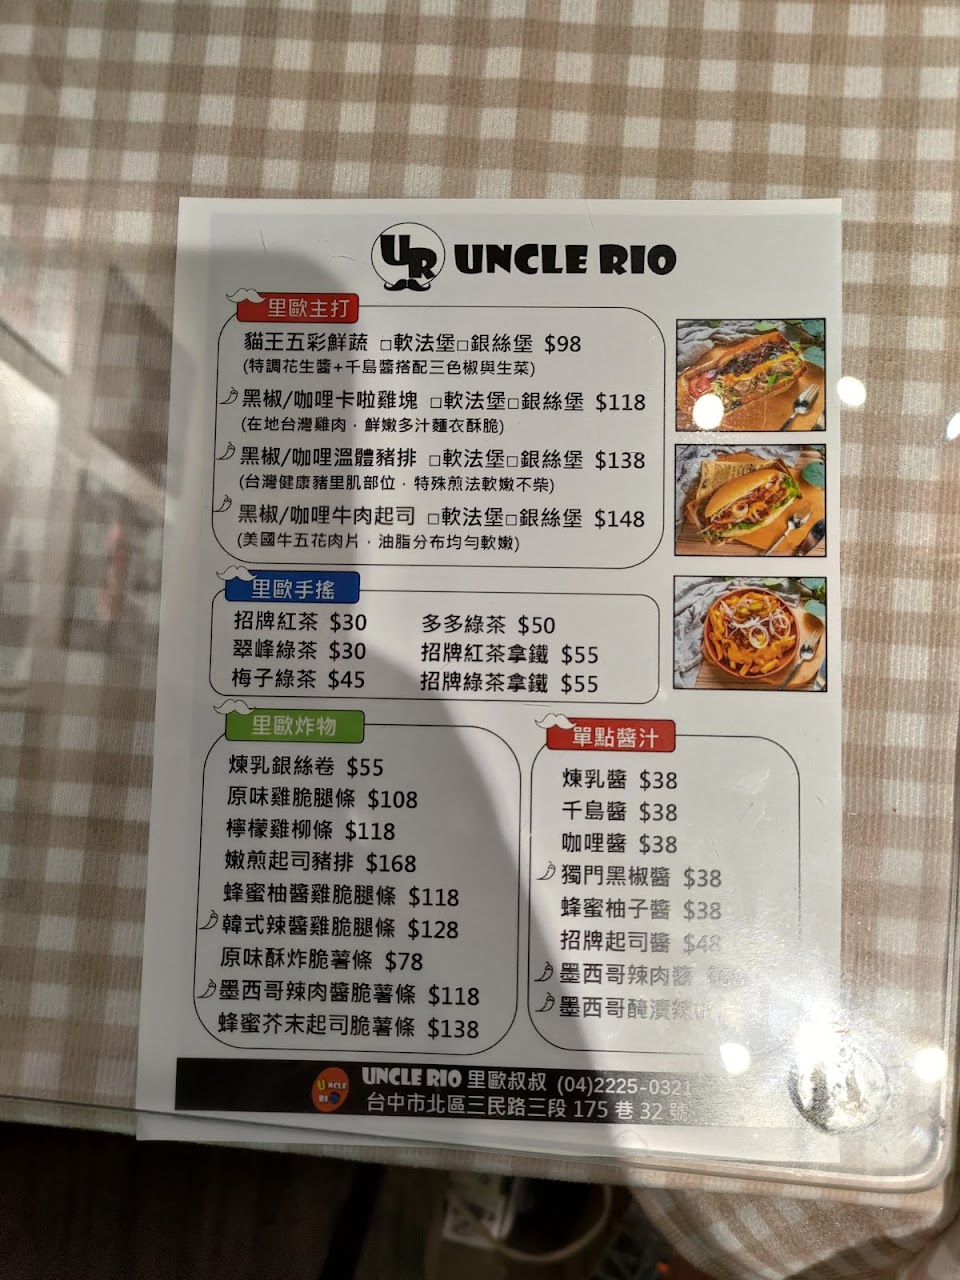 UR UNCLE RIO
里歐主打
貓王五彩鮮蔬 □軟法堡□銀絲堡 $98
(特調花生醬+千島醬搭配三色椒與生菜)
黑椒/咖哩卡啦雞塊 □軟法堡□銀絲堡 $118
(在地台灣雞肉，鮮嫩多汁麵衣酥脆)
黑椒/咖哩溫體豬排 □軟法堡□銀絲堡 $138
(台灣健康豬里肌部位，特殊煎法軟嫩不柴)
黑椒/咖哩牛肉起司 □軟法堡□銀絲堡 $148
(美國牛五花肉片，油脂分布均勻軟嫩)
里歐手搖
招牌紅茶 $30
翠峰綠茶 $30
梅子綠茶 $45
多多綠茶 $50
招牌紅茶拿鐵 $55
招牌綠茶拿鐵 $55
里歐炸物
煉乳銀絲卷 $55
原味雞脆腿條 $108
檸檬雞柳條 $118
嫩煎起司豬排 $168
蜂蜜柚醬雞脆腿條 $118
韓式辣醬雞脆腿條 $128
原味酥炸脆薯條 $78
墨西哥辣肉醬脆薯條 $118
蜂蜜芥末起司脆薯條 $138
單點醬汁
煉乳醬 $38
千島醬 $38
咖哩醬 $38
獨門黑椒醬 $38
蜂蜜柚子醬 $38
招牌起司醬 $48
墨西哥辣肉醬
墨西哥醃漬辣
UNCLE RIO
UNCLE RIO 里歐叔叔 (04)2225-0321
台中市北區三民路三段 175 巷 32 號